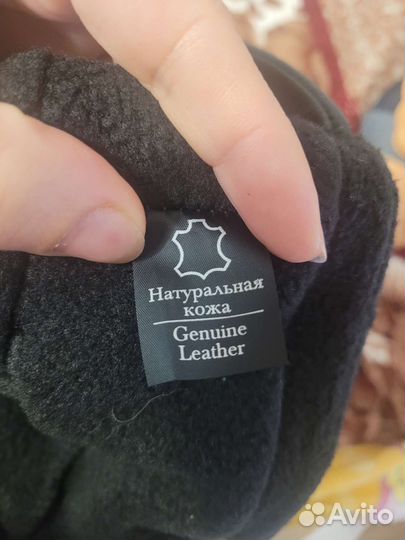 Натуральная
кожа
Genuine
Leather
Avito